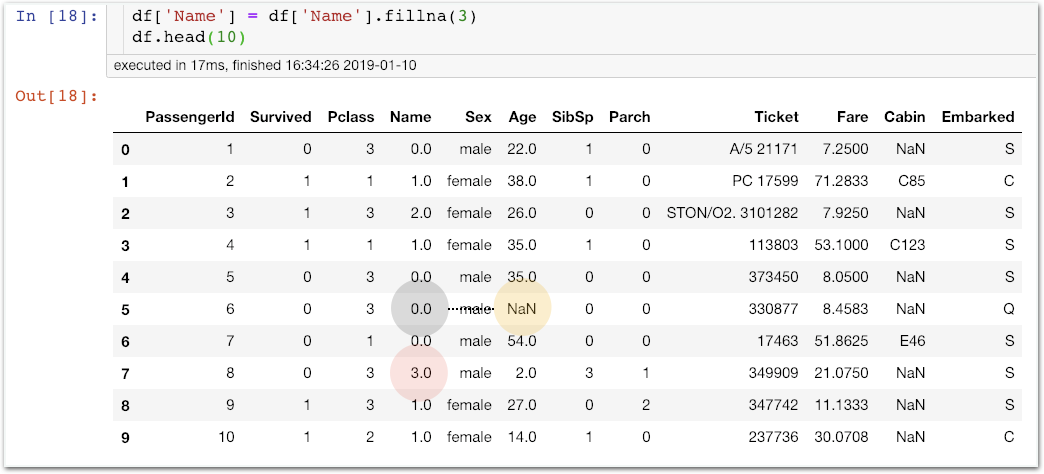 In [18]: df['Name'] = df['Name'].fillna(3)
df.head(10)
executed in 17ms, finished 16:34:26 2019-01-10
Out[18]:
PassengerId Survived Pclass Name Sex Age SibSp Parch Ticket Fare Cabin Embarked
0 1 0 3 0.0 male 22.0 1 0 A/5 21171 7.2500 NaN S
1 2 1 1 1.0 female 38.0 1 0 PC 17599 71.2833 C85 C
2 3 1 3 2.0 female 26.0 0 0 STON/O2. 3101282 7.9250 NaN S
3 4 1 1 1.0 female 35.0 1 0 113803 53.1000 C123 S
4 5 0 3 0.0 male 35.0 0 0 373450 8.0500 NaN S
5 6 0 3 0.0 male NaN 0 0 330877 8.4583 NaN Q
6 7 0 1 0.0 male 54.0 0 0 17463 51.8625 E46 S
7 8 0 3 3.0 male 2.0 3 1 349909 21.0750 NaN S
8 9 1 3 1.0 female 27.0 0 2 347742 11.1333 NaN S
9 10 1 2 1.0 female 14.0 1 0 237736 30.0708 NaN C